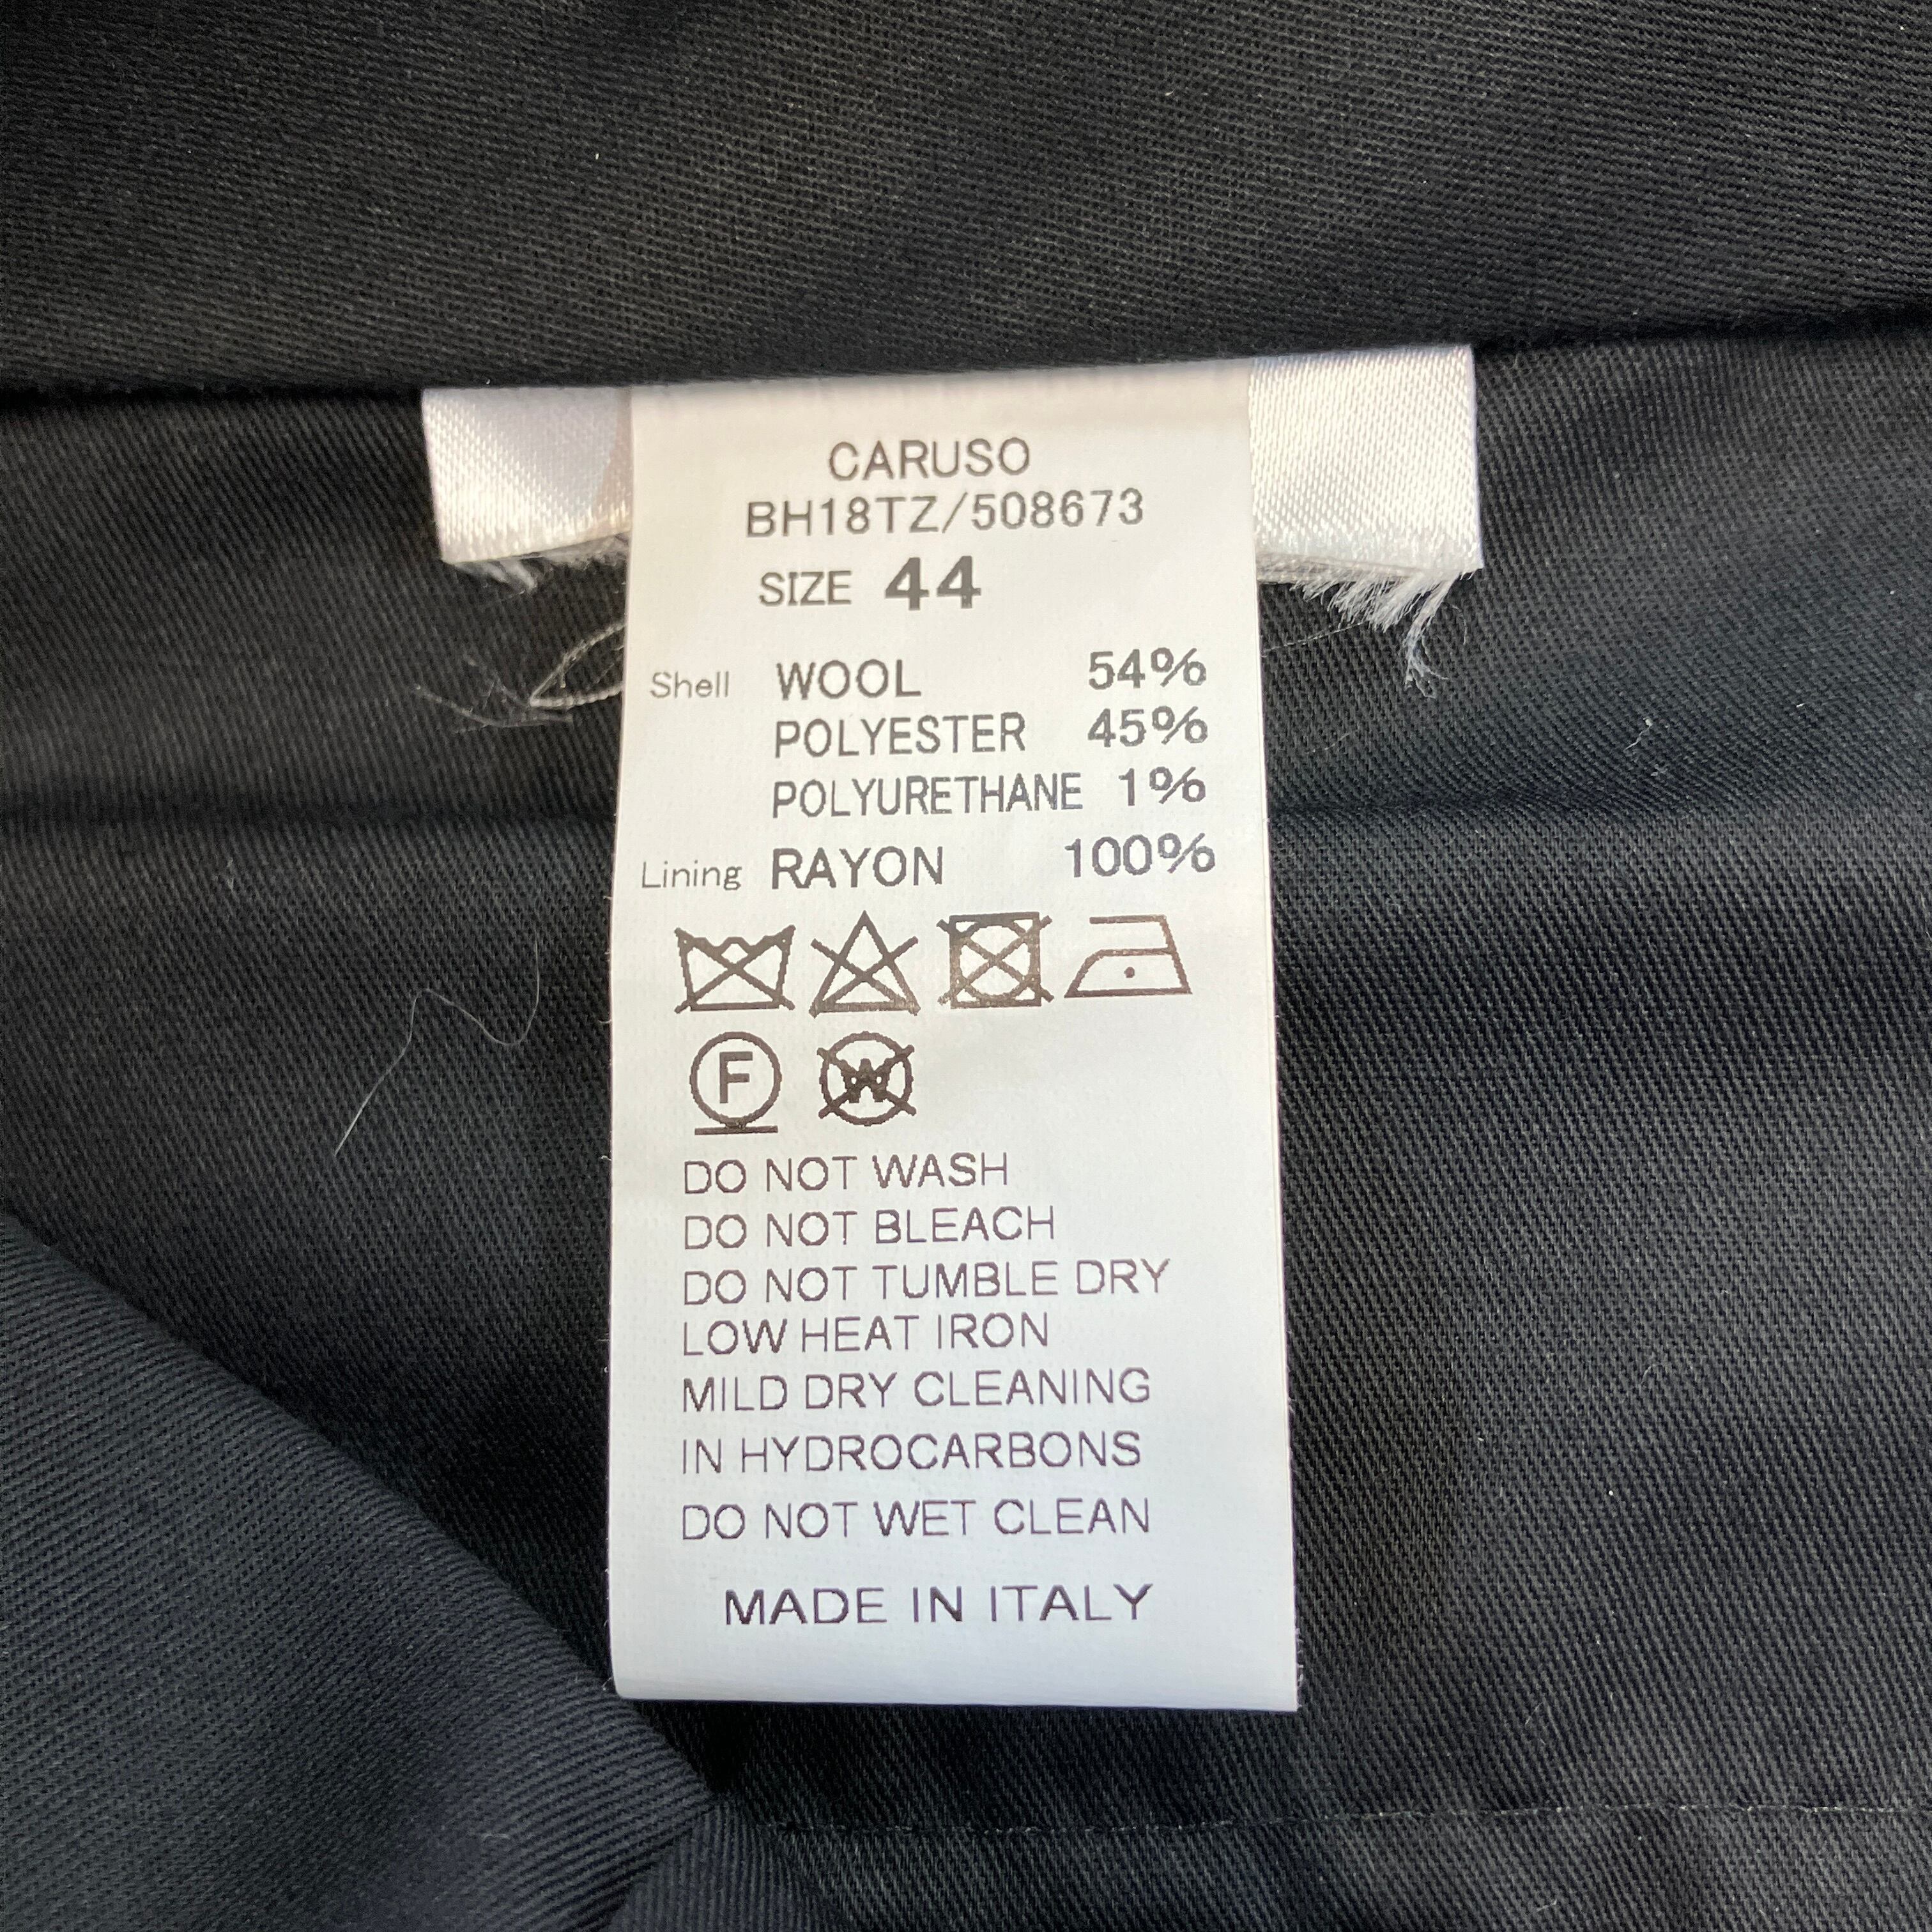 CARUSO
BH18TZ/508673
SIZE 44
Shell WOOL 54%
POLYESTER 45%
POLYURETHANE 1%
Lining RAYON 100%
F W
DO NOT WASH
DO NOT BLEACH
DO NOT TUMBLE DRY
LOW HEAT IRON
MILD DRY CLEANING
IN HYDROCARBONS
DO NOT WET CLEAN
MADE IN ITALY